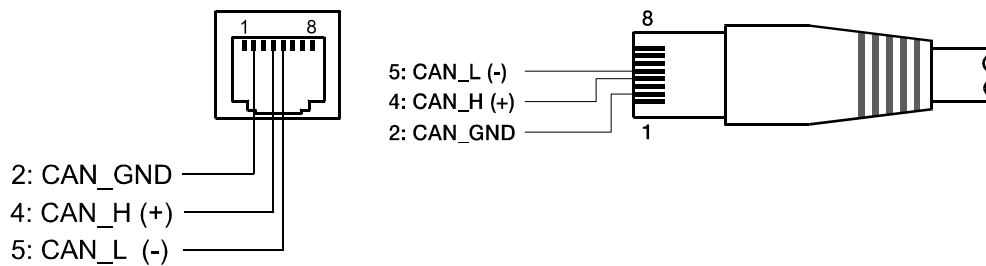 1 8
2: CAN_GND
4: CAN_H (+)
5: CAN_L (-)
8
5: CAN_L (-)
4: CAN_H (+)
2: CAN_GND
1